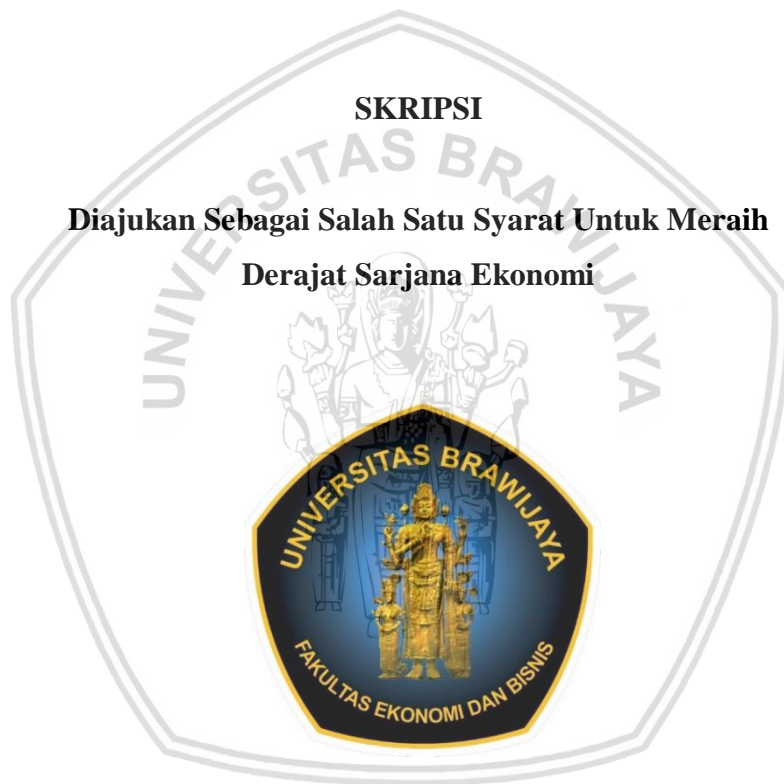 SKRIPSI
UNIVERSITAS BRAWIJAYA
Diajukan Sebagai Salah Satu Syarat Untuk Meraih
Derajat Sarjana Ekonomi
UNIVERSITAS BRAWIJAYA
FAKULTAS EKONOMI DAN BISNIS